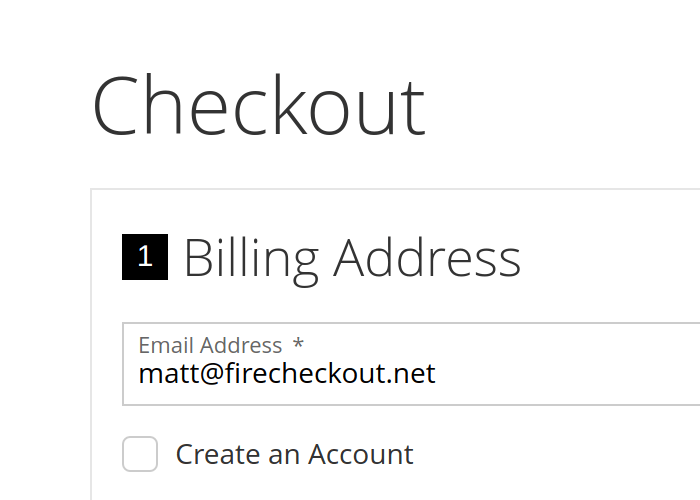 Checkout
1 Billing Address
Email Address *
matt@firecheckout.net
Create an Account